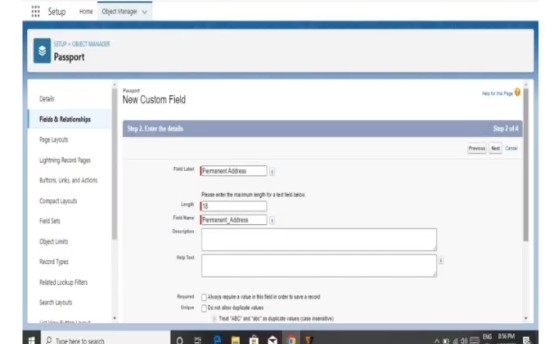 Setup Home Object Manager
SETUP > OBJECT MANAGER
Passport
Details
Fields & Relationships
Page Layouts
Lightning Record Pages
Buttons, Links, and Actions
Compact Layouts
Field Sets
Object Limits
Record Types
Related Lookup Filters
Search Layouts
Passport
New Custom Field
Help for this Page
Step 2. Enter the details
Step 2 of 4
Previous Next Cancel
Field Label Permanent Address
Please enter the maximum length for a text field below.
Length 15
Field Name Permanent_Address
Description
Help Text
Required Always require a value in this field in order to save a record
Unique Do not allow duplicate values
Treat "ABC" and "abc" as duplicate values (case insensitive)
Type here to search
ENG 8:56 PM